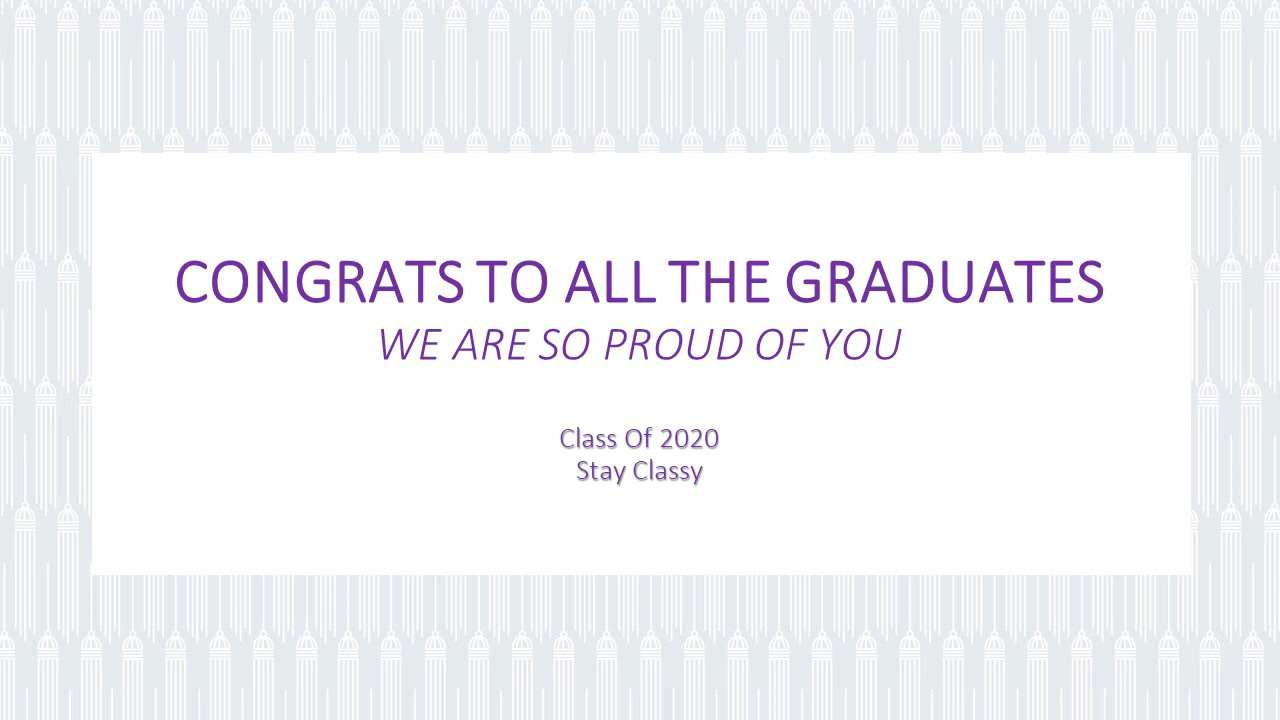 CONGRATS TO ALL THE GRADUATES
WE ARE SO PROUD OF YOU
Class Of 2020
Stay Classy